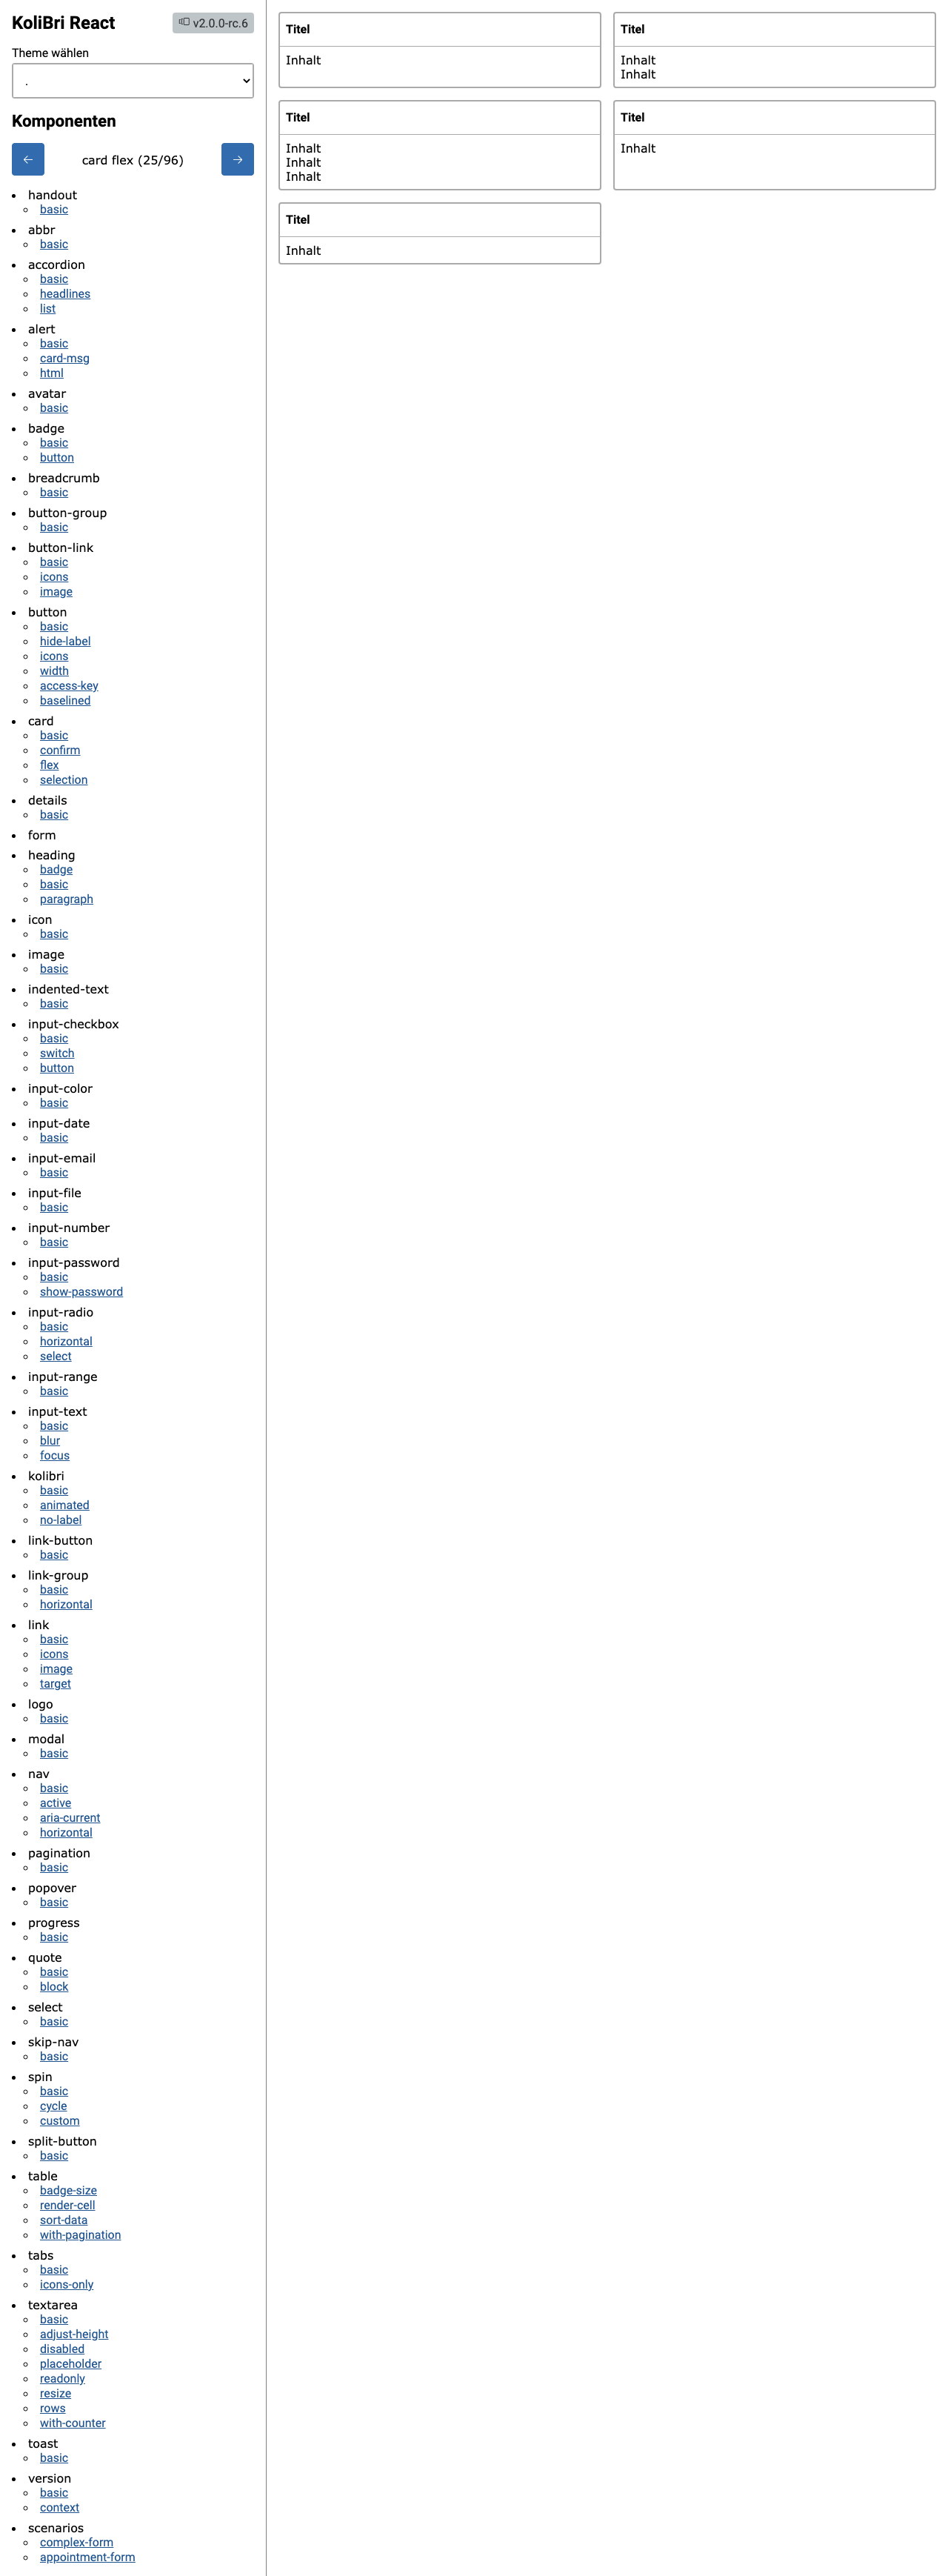 KoliBri React
v2.0.0-rc.6
Theme wählen
.
Komponenten
←
card flex (25/96)
→
handout
basic
abbr
basic
accordion
basic
headlines
list
alert
basic
card-msg
html
avatar
basic
badge
basic
button
breadcrumb
basic
button-group
basic
button-link
basic
icons
image
button
basic
hide-label
icons
width
access-key
baselined
card
basic
confirm
flex
selection
details
basic
form
heading
badge
basic
paragraph
icon
basic
image
basic
indented-text
basic
input-checkbox
basic
switch
button
input-color
basic
input-date
basic
input-email
basic
input-file
basic
input-number
basic
input-password
basic
show-password
input-radio
basic
horizontal
select
input-range
basic
input-text
basic
blur
focus
kolibri
basic
animated
no-label
link-button
basic
link-group
basic
horizontal
link
basic
icons
image
target
logo
basic
modal
basic
nav
basic
active
aria-current
horizontal
pagination
basic
popover
basic
progress
basic
quote
basic
block
select
basic
skip-nav
basic
spin
basic
cycle
custom
split-button
basic
table
badge-size
render-cell
sort-data
with-pagination
tabs
basic
icons-only
textarea
basic
adjust-height
disabled
placeholder
readonly
resize
rows
with-counter
toast
basic
version
basic
context
scenarios
complex-form
appointment-form
Titel
Inhalt
Titel
Inhalt
Inhalt
Titel
Inhalt
Inhalt
Inhalt
Titel
Inhalt
Titel
Inhalt